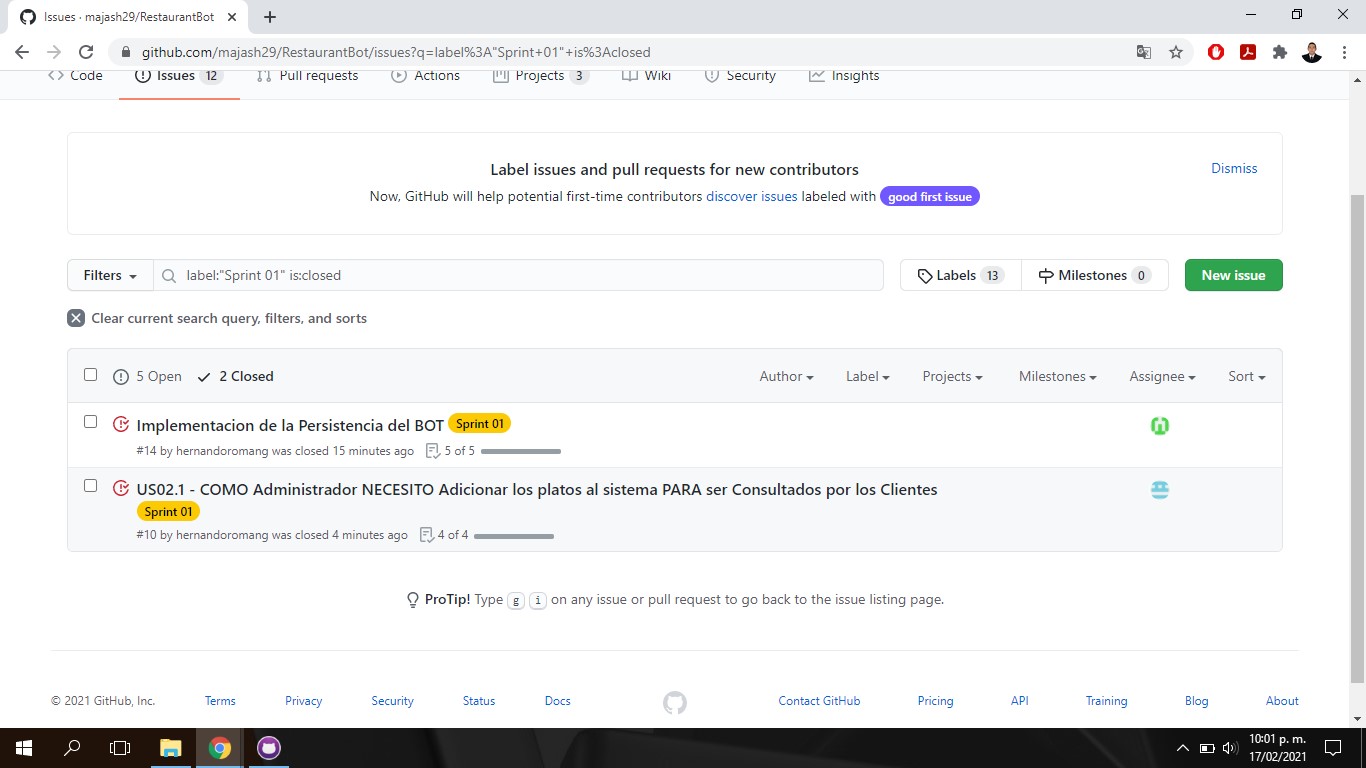 Issues · majash29/RestaurantBot
github.com/majash29/RestaurantBot/issues?q=label%3A"Sprint+01"+is%3Aclosed
Code Issues 12 Pull requests Actions Projects 3 Wiki Security Insights
Label issues and pull requests for new contributors
Dismiss
Now, GitHub will help potential first-time contributors discover issues labeled with good first issue
Filters label:"Sprint 01" is:closed Labels 13 Milestones 0 New issue
Clear current search query, filters, and sorts
5 Open 2 Closed Author Label Projects Milestones Assignee Sort
Implementacion de la Persistencia del BOT Sprint 01
#14 by hernandoromang was closed 15 minutes ago 5 of 5
US02.1 - COMO Administrador NECESITO Adicionar los platos al sistema PARA ser Consultados por los Clientes
Sprint 01
#10 by hernandoromang was closed 4 minutes ago 4 of 4
ProTip! Type g i on any issue or pull request to go back to the issue listing page.
© 2021 GitHub, Inc. Terms Privacy Security Status Docs Contact GitHub Pricing API Training Blog About
10:01 p. m.
17/02/2021